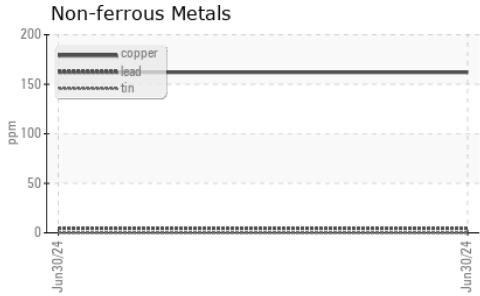 Non-ferrous Metals
200
150
100
50
0
ppm
copper
lead
tin
Jun30/24
Jun30/24